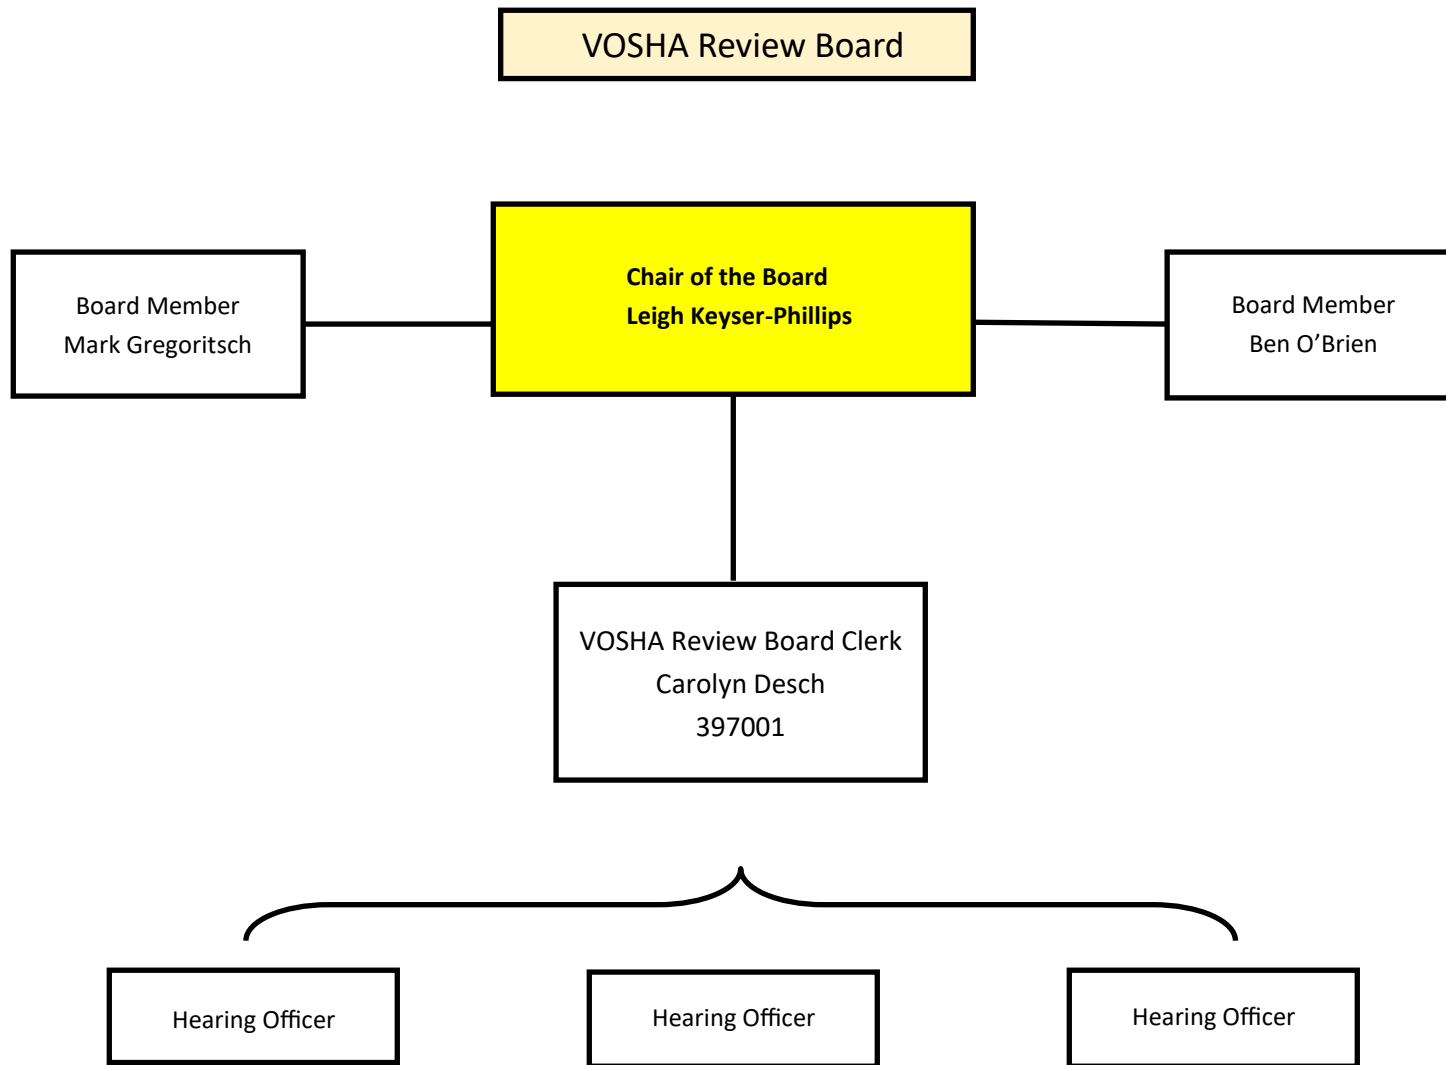 VOSHA Review Board
Chair of the Board
Leigh Keyser-Phillips
Board Member
Mark Gregoritsch
Board Member
Ben O’Brien
VOSHA Review Board Clerk
Carolyn Desch
397001
Hearing Officer
Hearing Officer
Hearing Officer